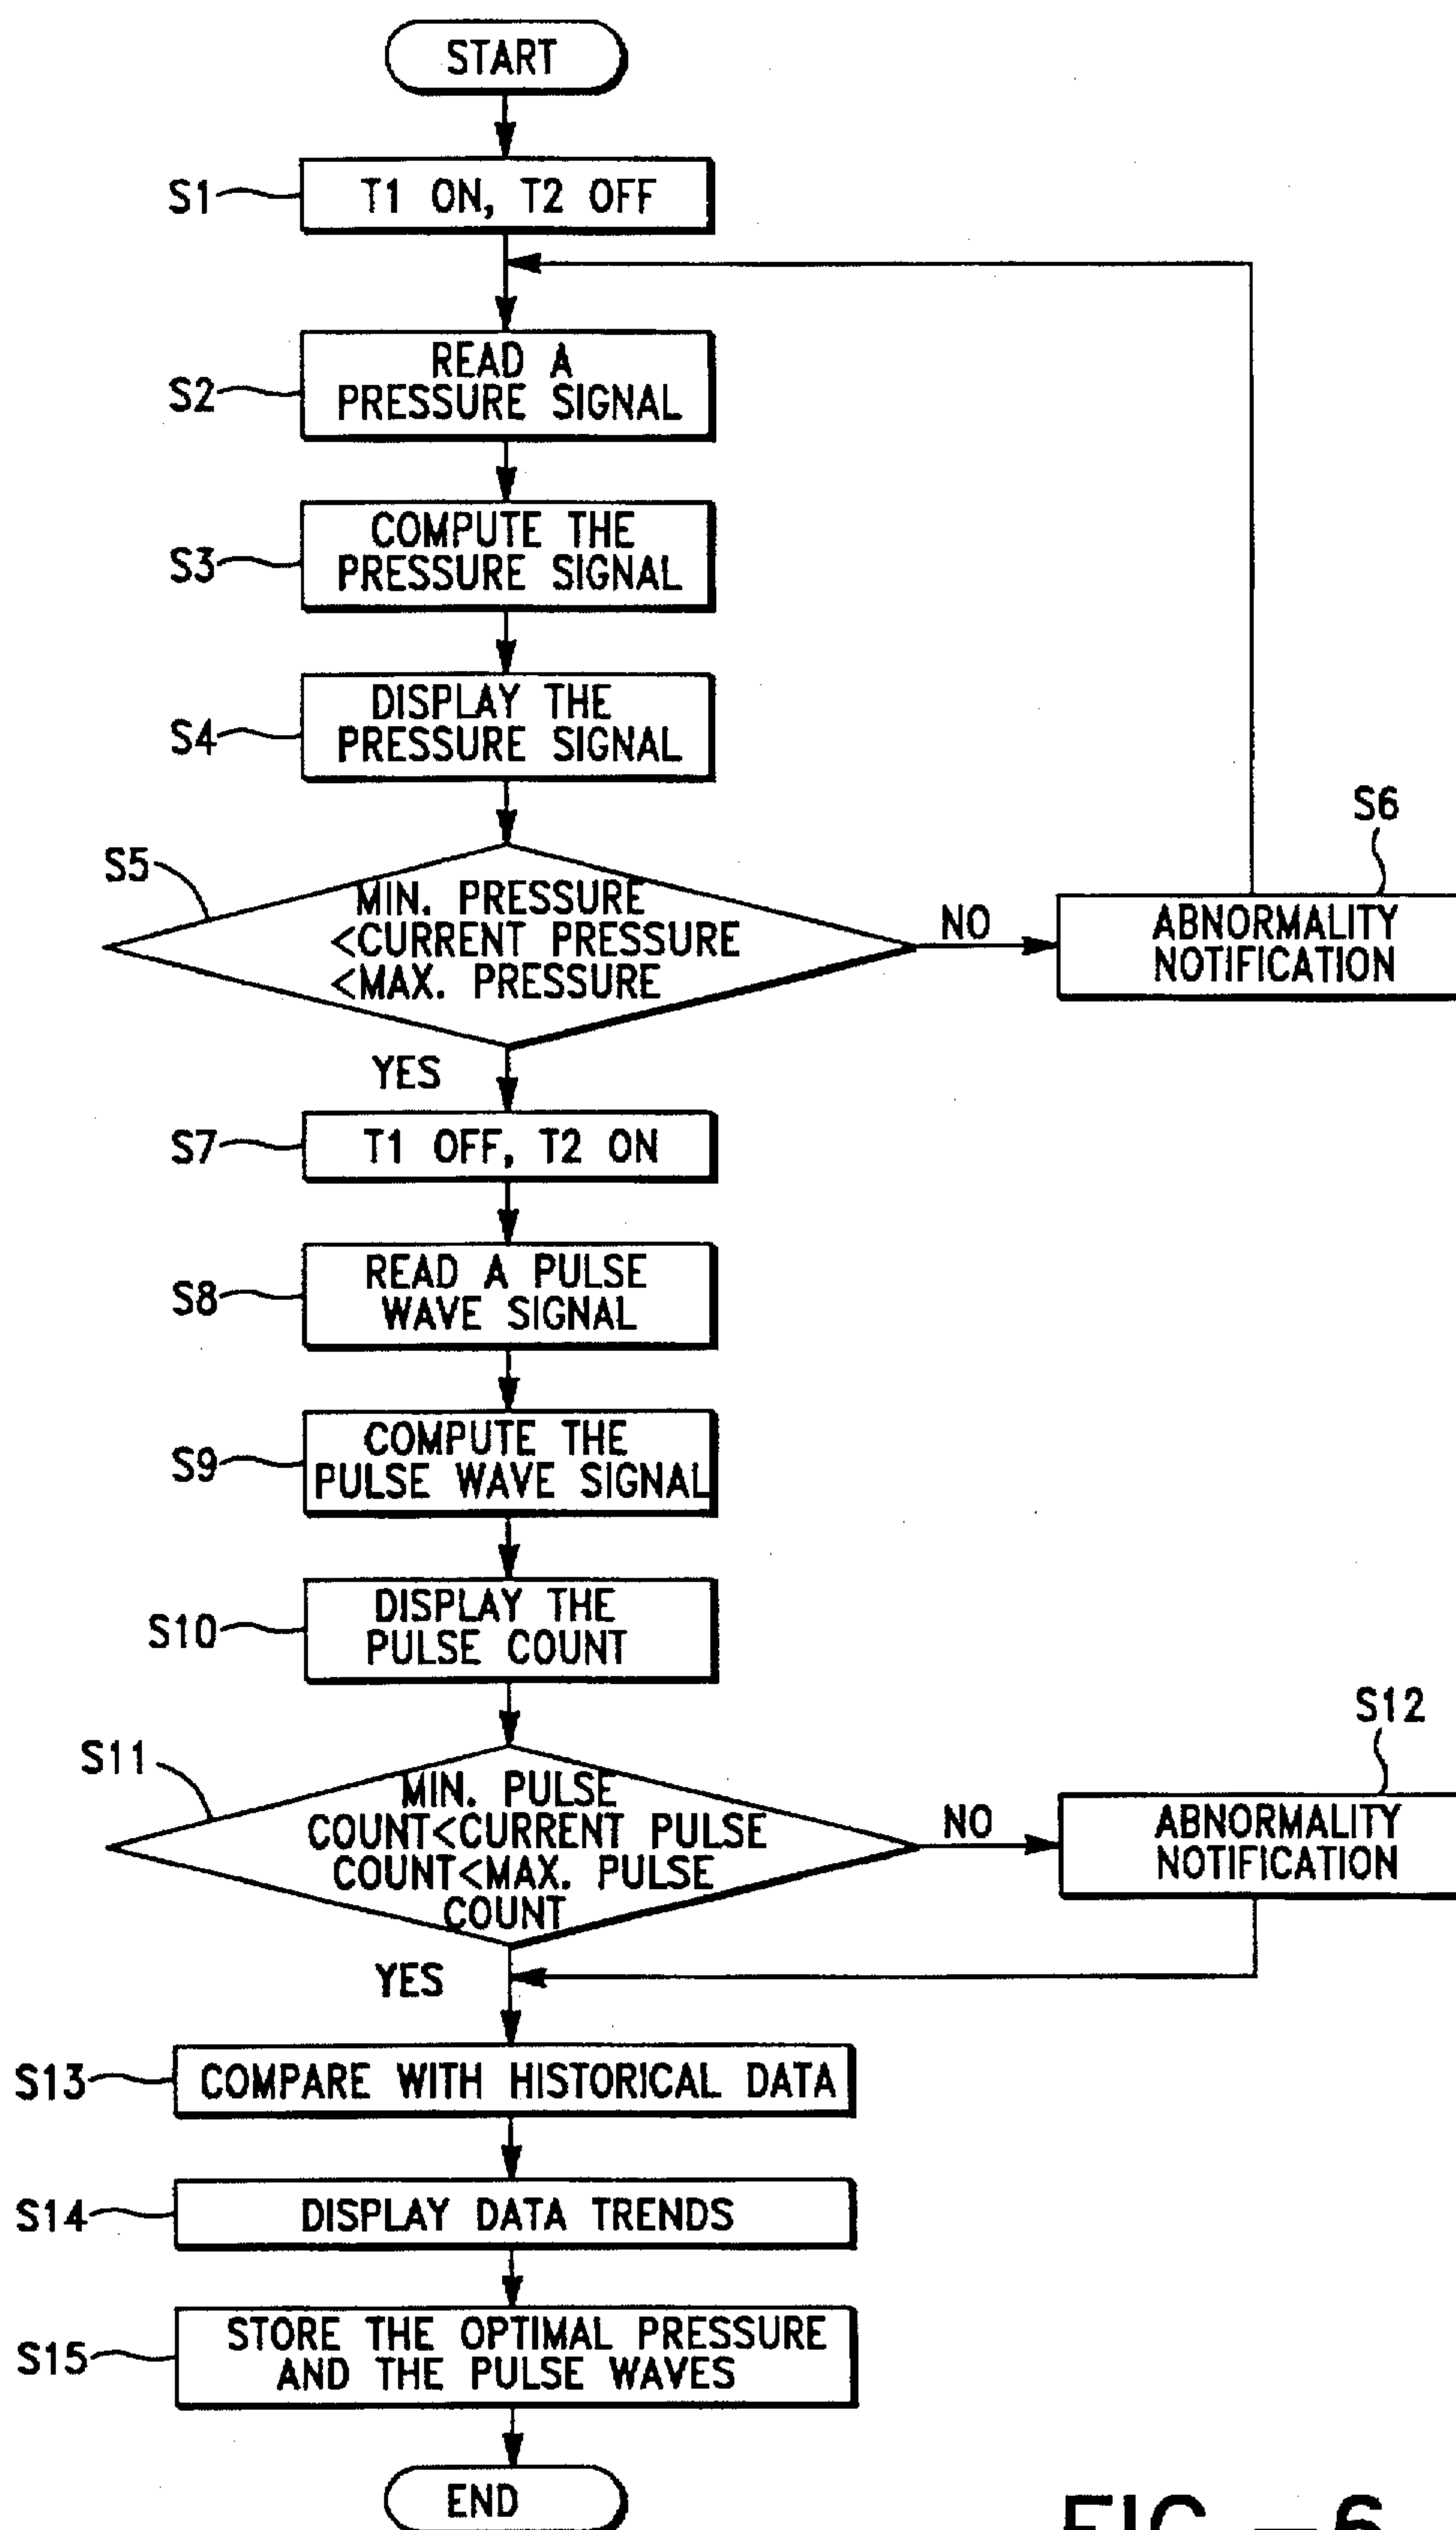 START
S1
T1 ON, T2 OFF
S2
READ A
PRESSURE SIGNAL
S3
COMPUTE THE
PRESSURE SIGNAL
S4
DISPLAY THE
PRESSURE SIGNAL
S5
MIN. PRESSURE
<CURRENT PRESSURE
<MAX. PRESSURE
NO
S6
ABNORMALITY
NOTIFICATION
YES
S7
T1 OFF, T2 ON
S8
READ A PULSE
WAVE SIGNAL
S9
COMPUTE THE
PULSE WAVE SIGNAL
S10
DISPLAY THE
PULSE COUNT
S11
MIN. PULSE
COUNT<CURRENT PULSE
COUNT<MAX. PULSE
COUNT
NO
S12
ABNORMALITY
NOTIFICATION
YES
S13
COMPARE WITH HISTORICAL DATA
S14
DISPLAY DATA TRENDS
S15
STORE THE OPTIMAL PRESSURE
AND THE PULSE WAVES
END
FIG.-6